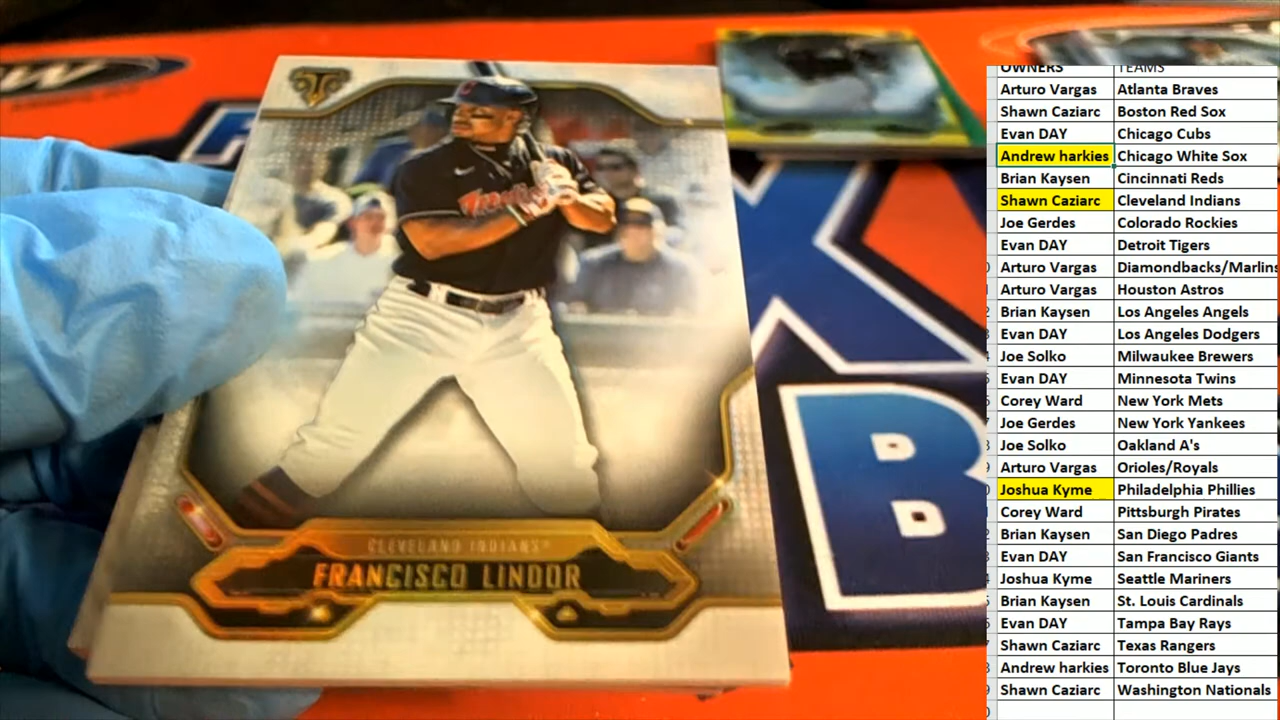 CLEVELAND INDIANS
FRANCISCO LINDOR
Indians
K
B
OWNERS TEAMS
Arturo Vargas Atlanta Braves
Shawn Caziarc Boston Red Sox
Evan DAY Chicago Cubs
Andrew harkies Chicago White Sox
Brian Kaysen Cincinnati Reds
Shawn Caziarc Cleveland Indians
Joe Gerdes Colorado Rockies
Evan DAY Detroit Tigers
Arturo Vargas Diamondbacks/Marlins
Arturo Vargas Houston Astros
Brian Kaysen Los Angeles Angels
Evan DAY Los Angeles Dodgers
Joe Solko Milwaukee Brewers
Evan DAY Minnesota Twins
Corey Ward New York Mets
Joe Gerdes New York Yankees
Joe Solko Oakland A's
Arturo Vargas Orioles/Royals
Joshua Kyme Philadelphia Phillies
Corey Ward Pittsburgh Pirates
Brian Kaysen San Diego Padres
Evan DAY San Francisco Giants
Joshua Kyme Seattle Mariners
Brian Kaysen St. Louis Cardinals
Evan DAY Tampa Bay Rays
Shawn Caziarc Texas Rangers
Andrew harkies Toronto Blue Jays
Shawn Caziarc Washington Nationals